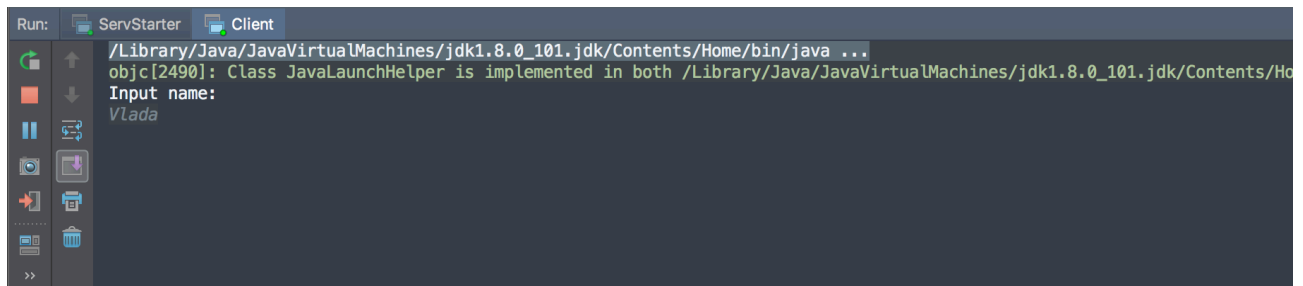 Run: ServStarter Client
/Library/Java/JavaVirtualMachines/jdk1.8.0_101.jdk/Contents/Home/bin/java ...
objc[2490]: Class JavaLaunchHelper is implemented in both /Library/Java/JavaVirtualMachines/jdk1.8.0_101.jdk/Contents/Ho
Input name:
Vlada